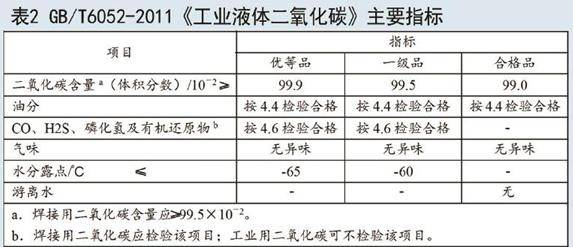 表2 GB/T6052-2011《工业液体二氧化碳》主要指标
项目 指标
优等品 一级品 合格品
二氧化碳含量ᵃ（体积分数）/10⁻²≥ 99.9 99.5 99.0
油分 按4.4检验合格 按4.4检验合格 按4.4检验合格
CO、H2S、磷化氢及有机还原物ᵇ 按4.6检验合格 按4.6检验合格 -
气味 无异味 无异味 无异味
水分露点/℃ ≤ -65 -60 -
游离水 - - 无
a．焊接用二氧化碳含量应≥99.5×10⁻²。
b．焊接用二氧化碳应检验该项目；工业用二氧化碳可不检验该项目。